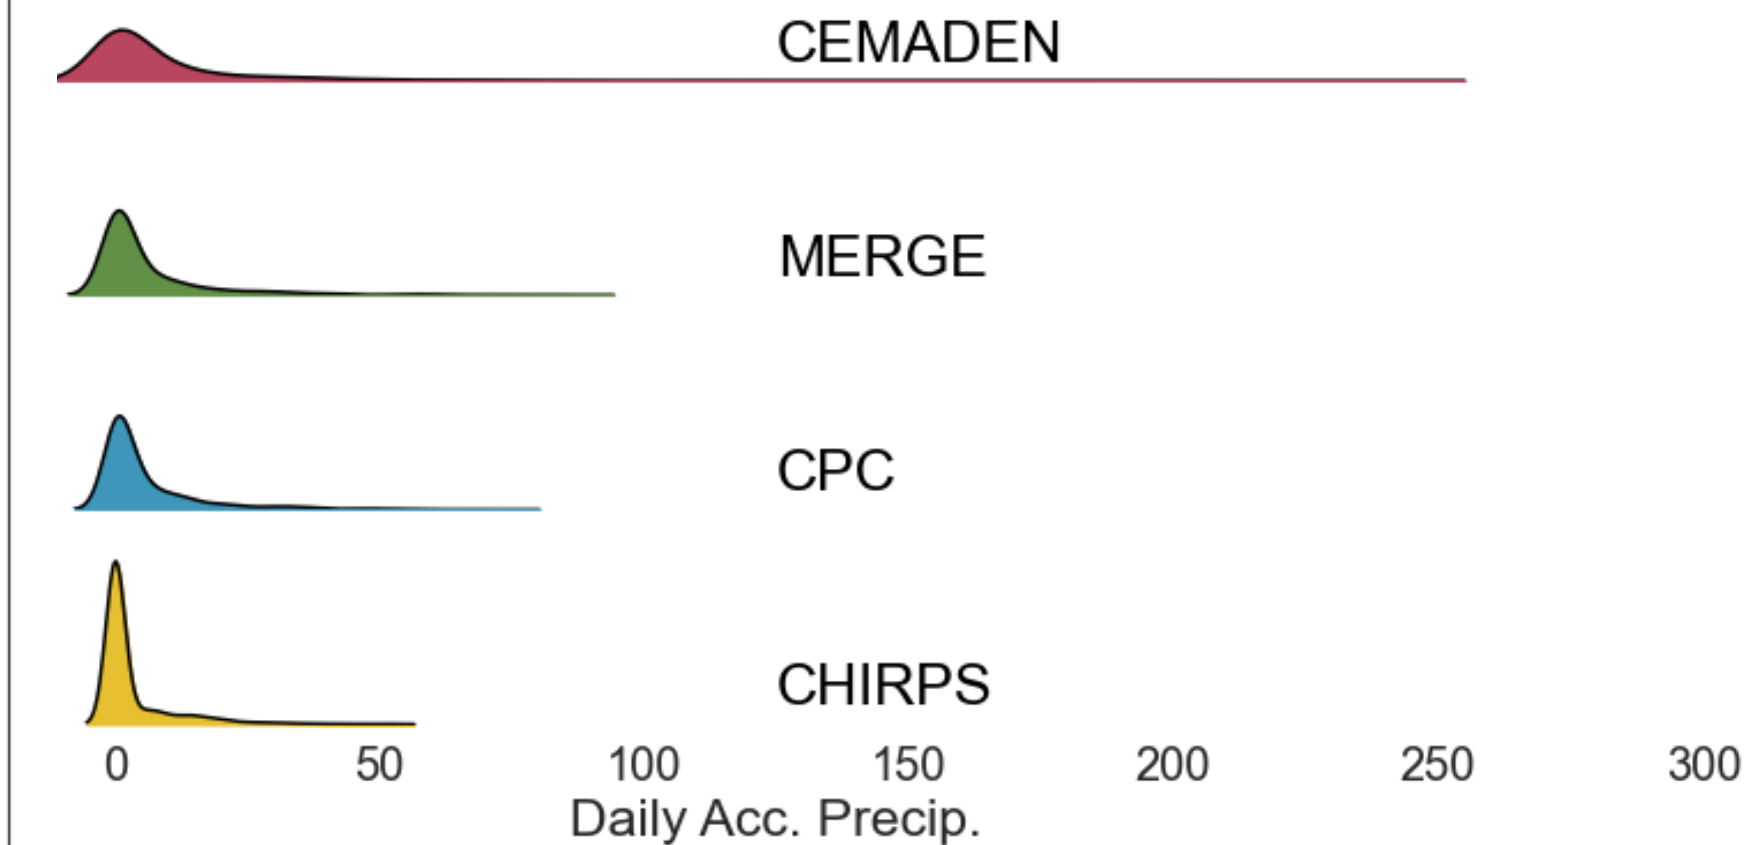 CEMADEN
MERGE
CPC
CHIRPS
0 50 100 150 200 250 300
Daily Acc. Precip.